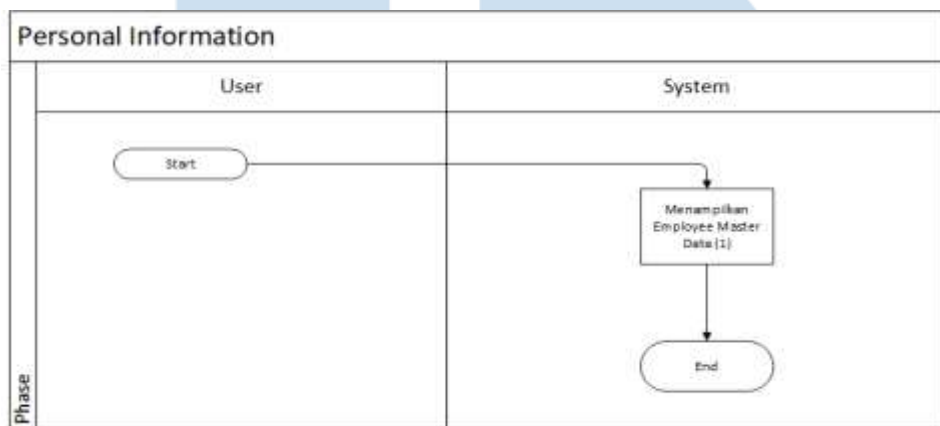 Personal Information
User
System
Start
Menampilkan
Employee Master
Data (1)
End
Phase